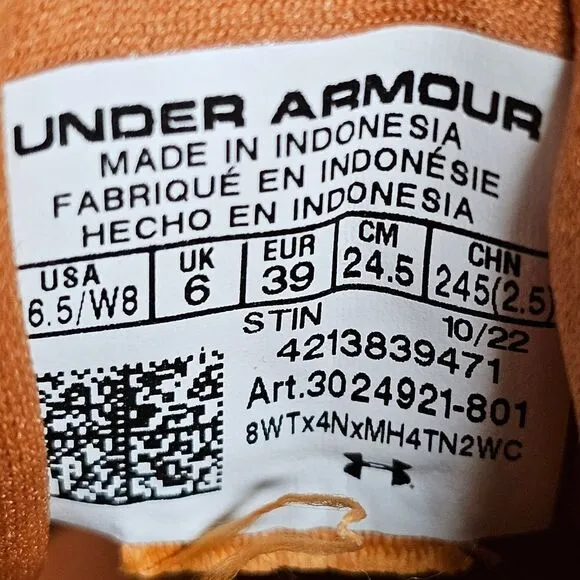 UNDER ARMOUR
MADE IN INDONESIA
FABRIQUÉ EN INDONÉSIE
HECHO EN INDONESIA
USA UK EUR CM CHN
6.5/W8 6 39 24.5 245(2.5)
STIN 10/22
4213839471
Art.3024921-801
8WTx4NxMH4TN2WC